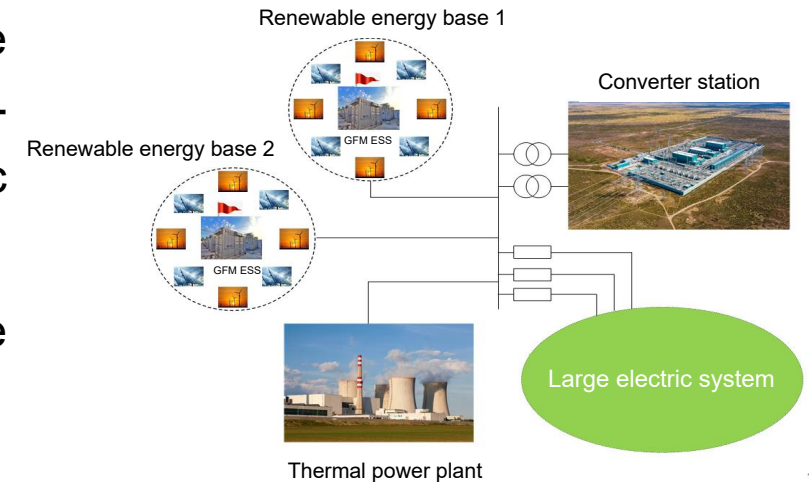 Renewable energy base 1
Converter station
GFM ESS
Renewable energy base 2
GFM ESS
Large electric system
Thermal power plant